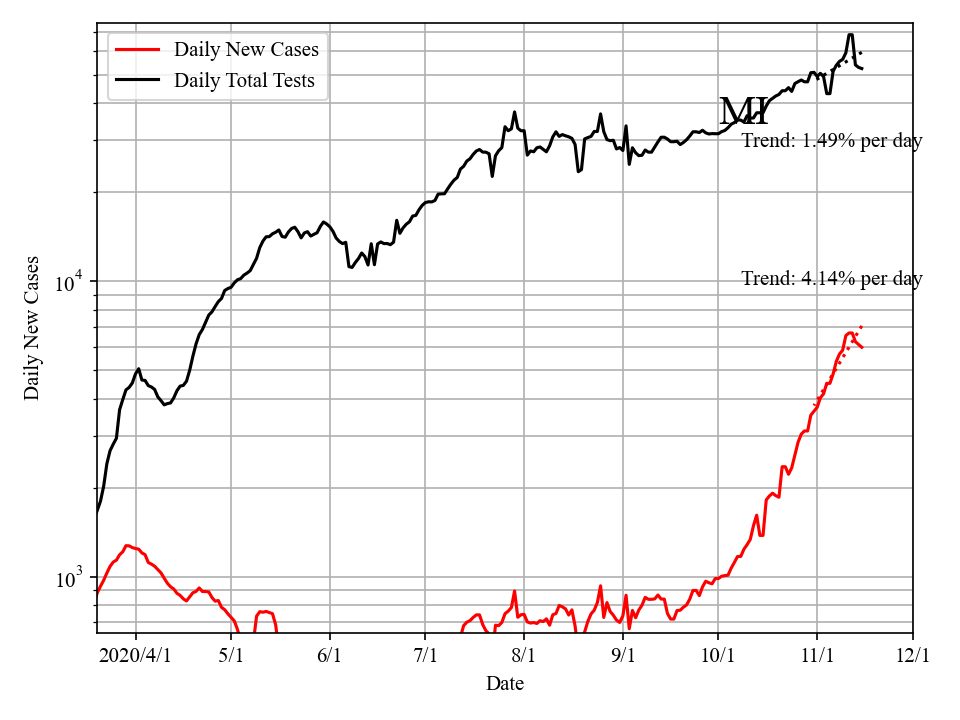 Daily New Cases
Daily Total Tests
MI
Trend: 1.49% per day
Trend: 4.14% per day
10^4
10^3
Daily New Cases
2020/4/1 5/1 6/1 7/1 8/1 9/1 10/1 11/1 12/1
Date